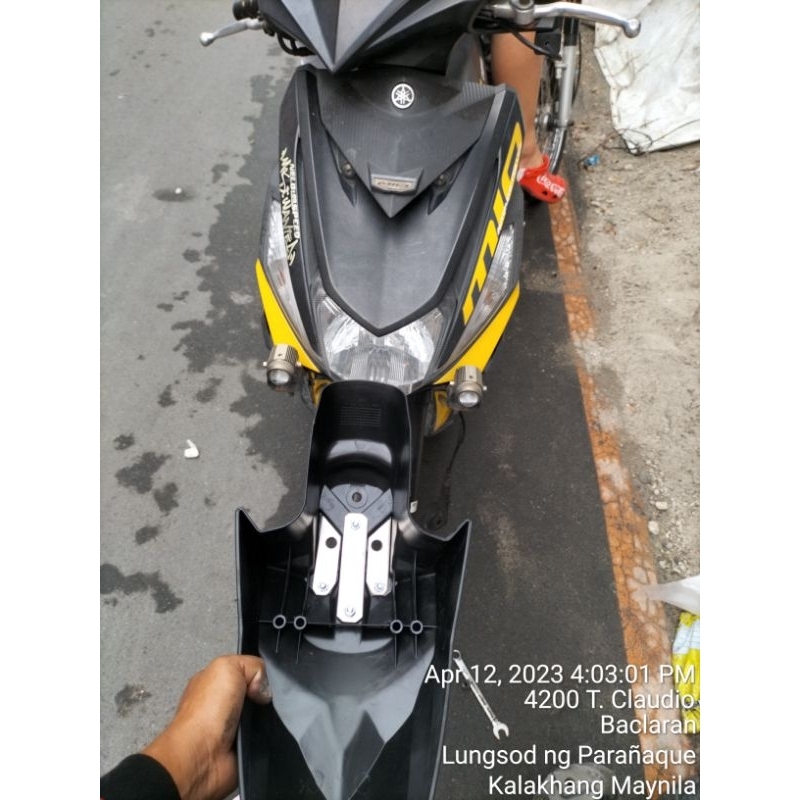 mio
Apr 12, 2023 4:03:01 PM
4200 T. Claudio
Baclaran
Lungsod ng Parañaque
Kalakhang Maynila